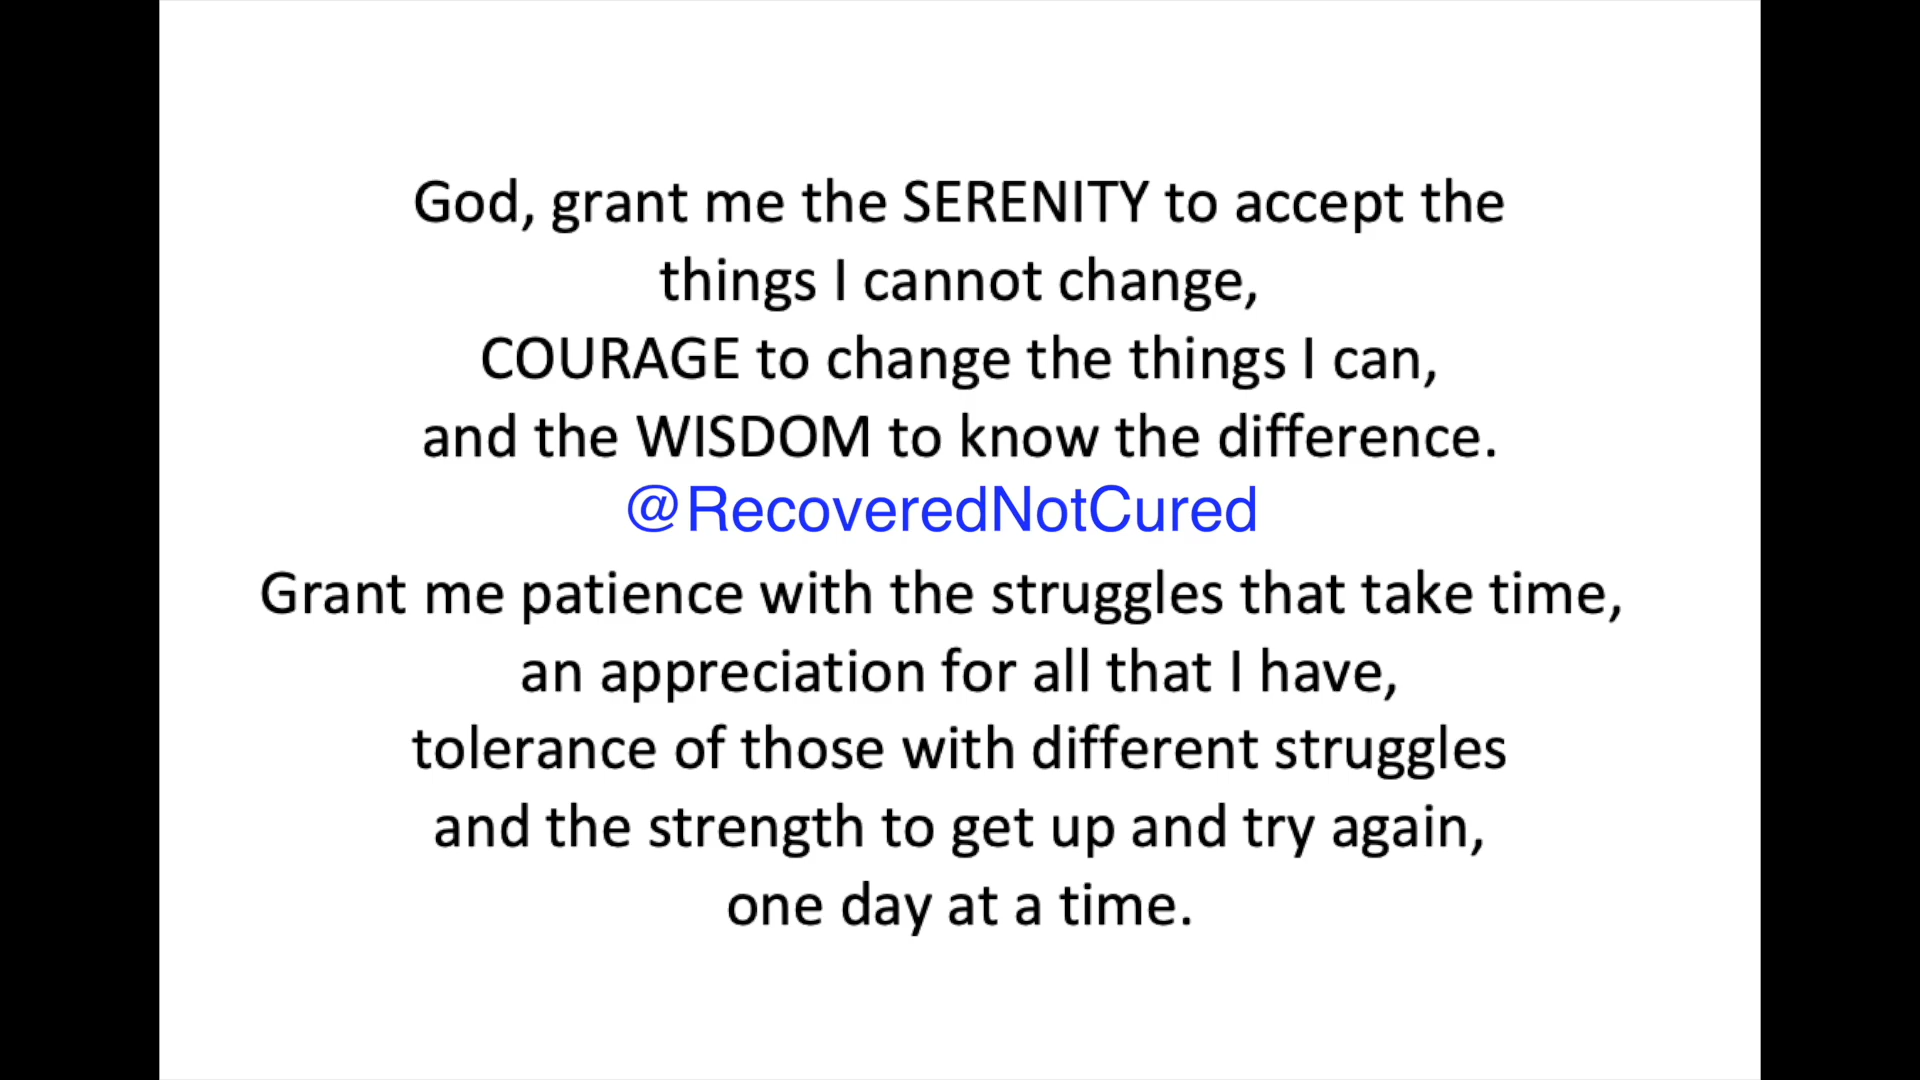 God, grant me the SERENITY to accept the
things I cannot change,
COURAGE to change the things I can,
and the WISDOM to know the difference.
@RecoveredNotCured
Grant me patience with the struggles that take time,
an appreciation for all that I have,
tolerance of those with different struggles
and the strength to get up and try again,
one day at a time.